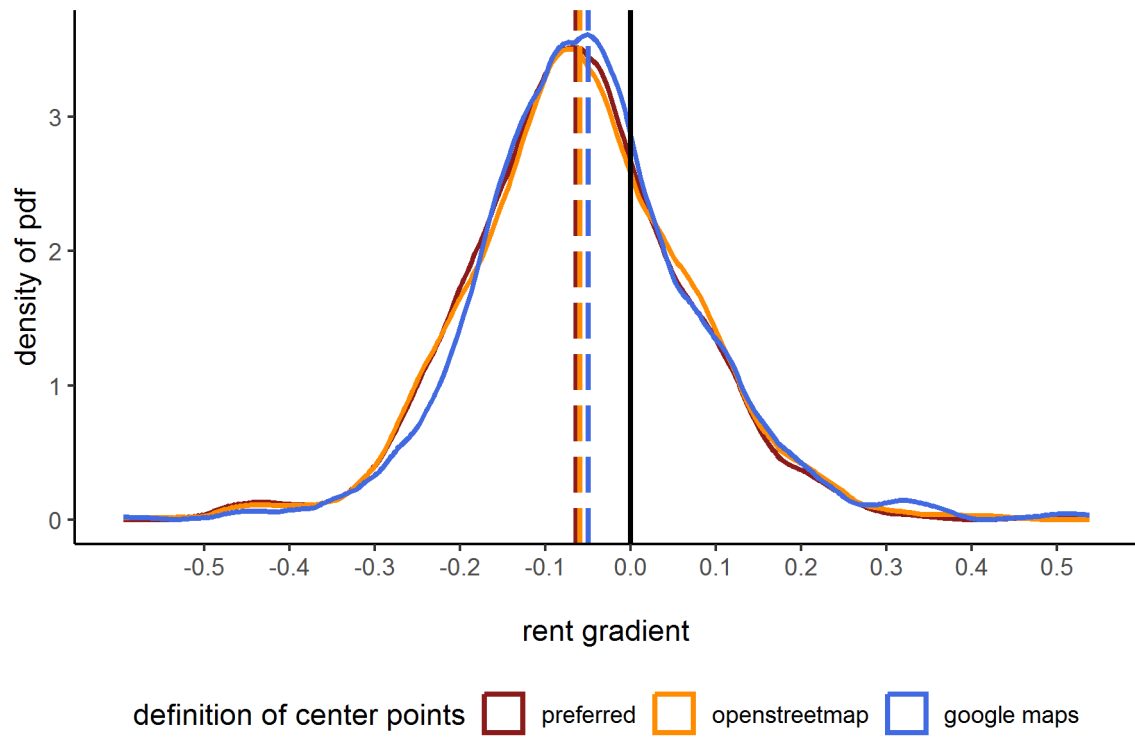 density of pdf
3
2
1
0
-0.5 -0.4 -0.3 -0.2 -0.1 0.0 0.1 0.2 0.3 0.4 0.5
rent gradient
definition of center points preferred openstreetmap google maps